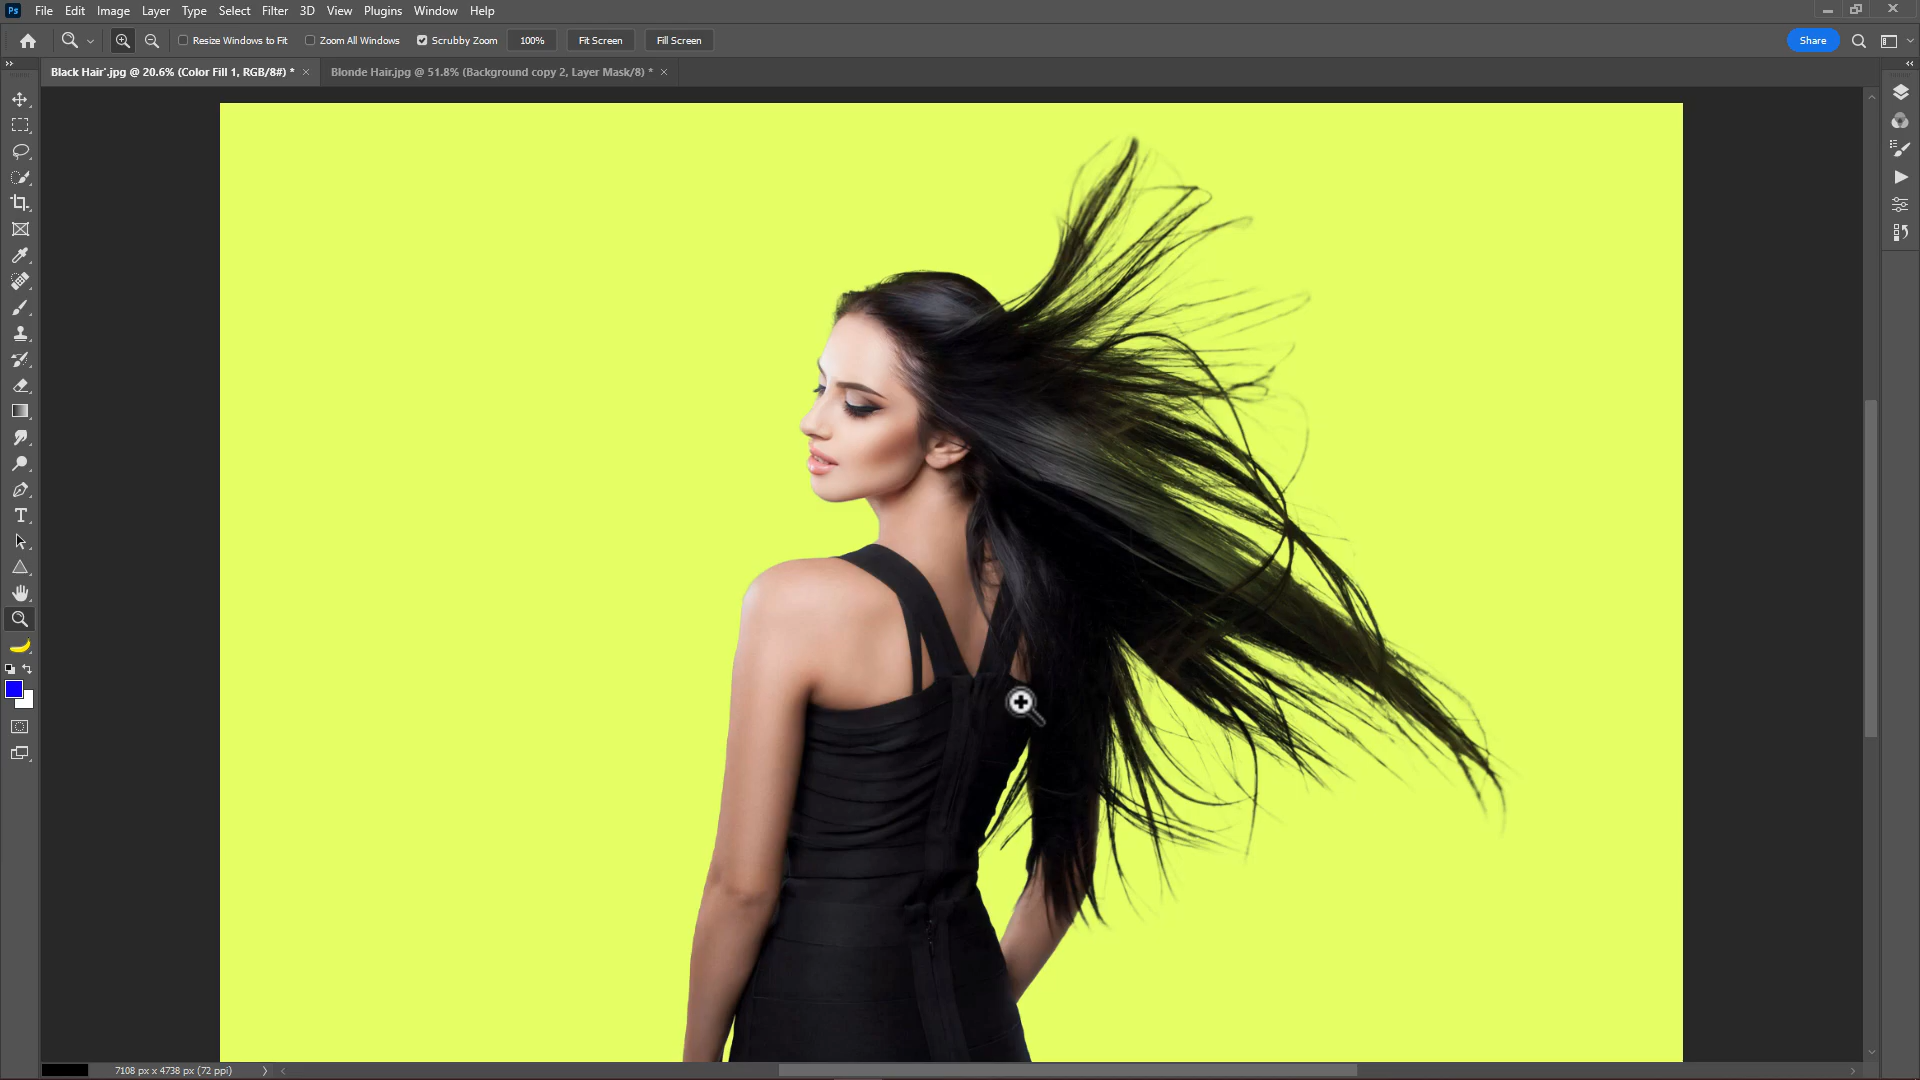 Ps File Edit Image Layer Type Select Filter 3D View Plugins Window Help
Resize Windows to Fit Zoom All Windows Scrubby Zoom 100% Fit Screen Fill Screen Share
Black Hair'.jpg @ 20.6% (Color Fill 1, RGB/8#) * × Blonde Hair.jpg @ 51.8% (Background copy 2, Layer Mask/8) * ×
7108 px x 4738 px (72 ppi)